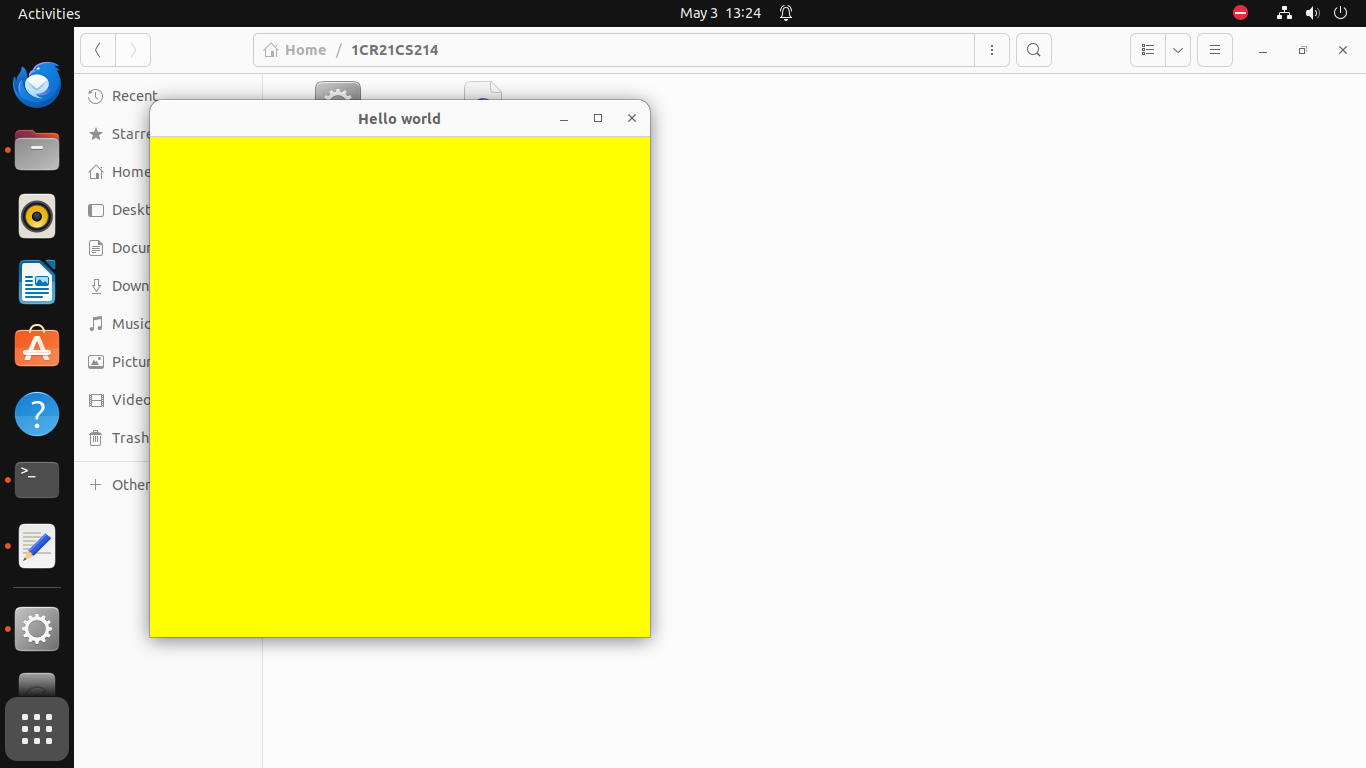 Activities
May 3 13:24
Home / 1CR21CS214
Recent
Hello world
Starre
Home
Deskt
Docur
Down
Music
Pictur
Video
Trash
Other
>_